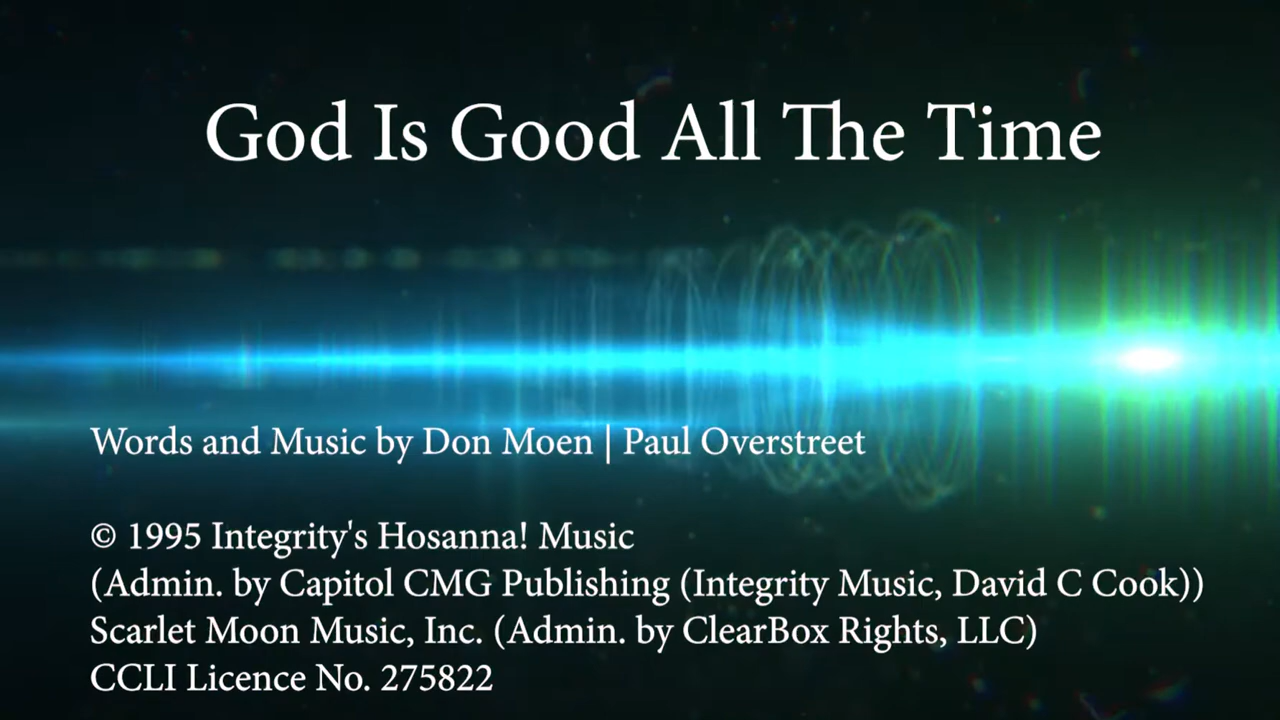 God Is Good All The Time
Words and Music by Don Moen | Paul Overstreet
© 1995 Integrity's Hosanna! Music
(Admin. by Capitol CMG Publishing (Integrity Music, David C Cook))
Scarlet Moon Music, Inc. (Admin. by ClearBox Rights, LLC)
CCLI Licence No. 275822